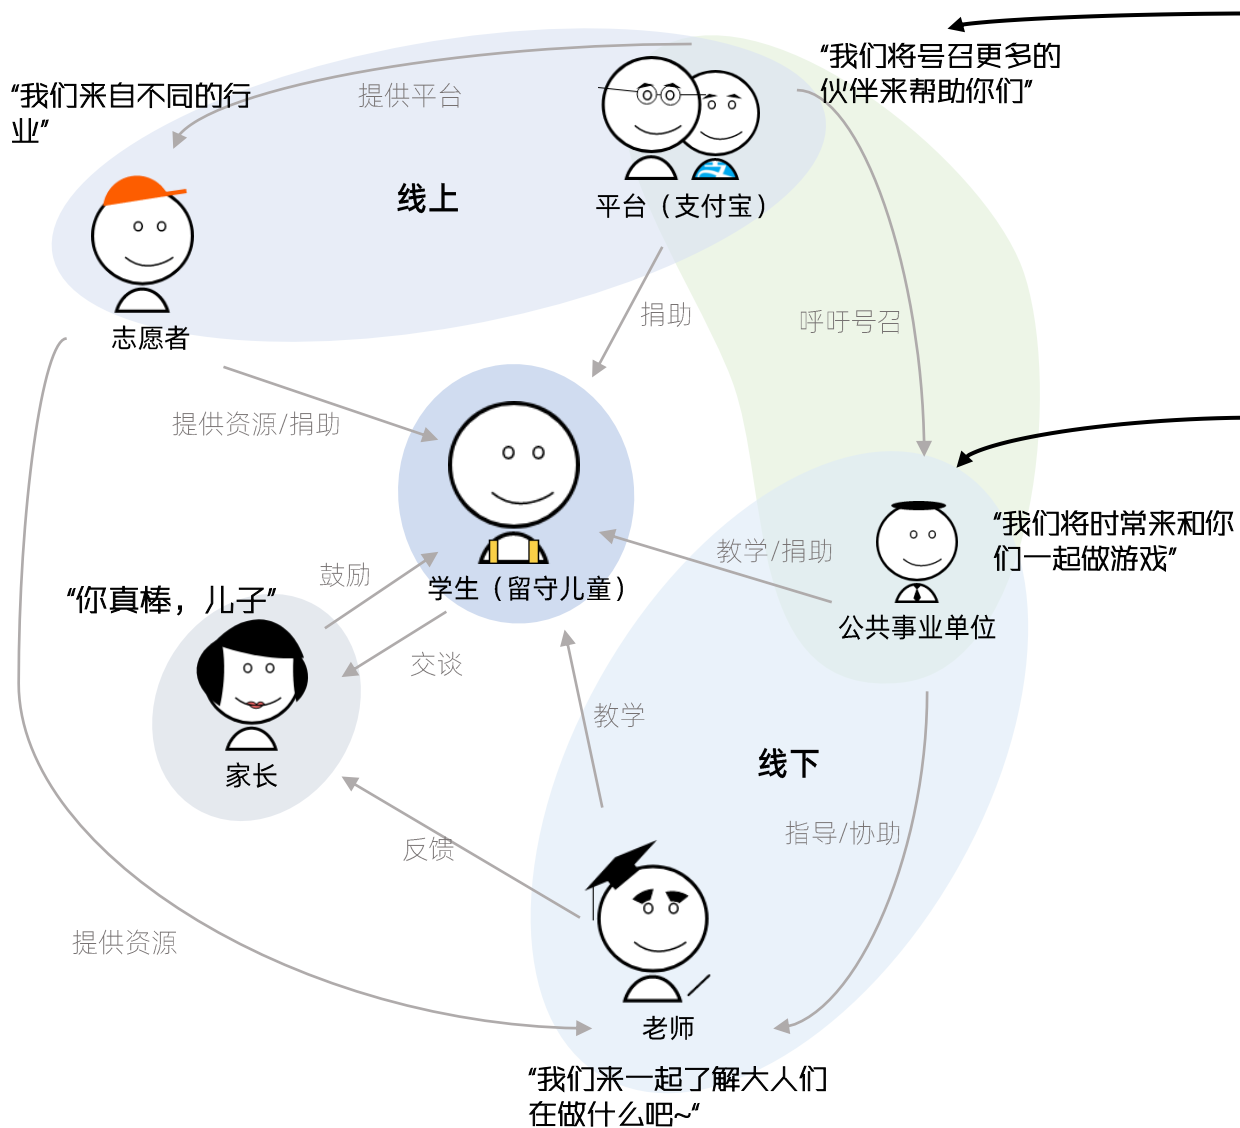 “我们将号召更多的
伙伴来帮助你们”
“我们来自不同的行
业”
提供平台
线上
平台（支付宝）
志愿者
捐助
呼吁号召
提供资源/捐助
“我们将时常来和你
们一起做游戏”
教学/捐助
鼓励
学生（留守儿童）
“你真棒，儿子”
公共事业单位
交谈
教学
线下
家长
指导/协助
反馈
提供资源
老师
“我们来一起了解大人们
在做什么吧~“